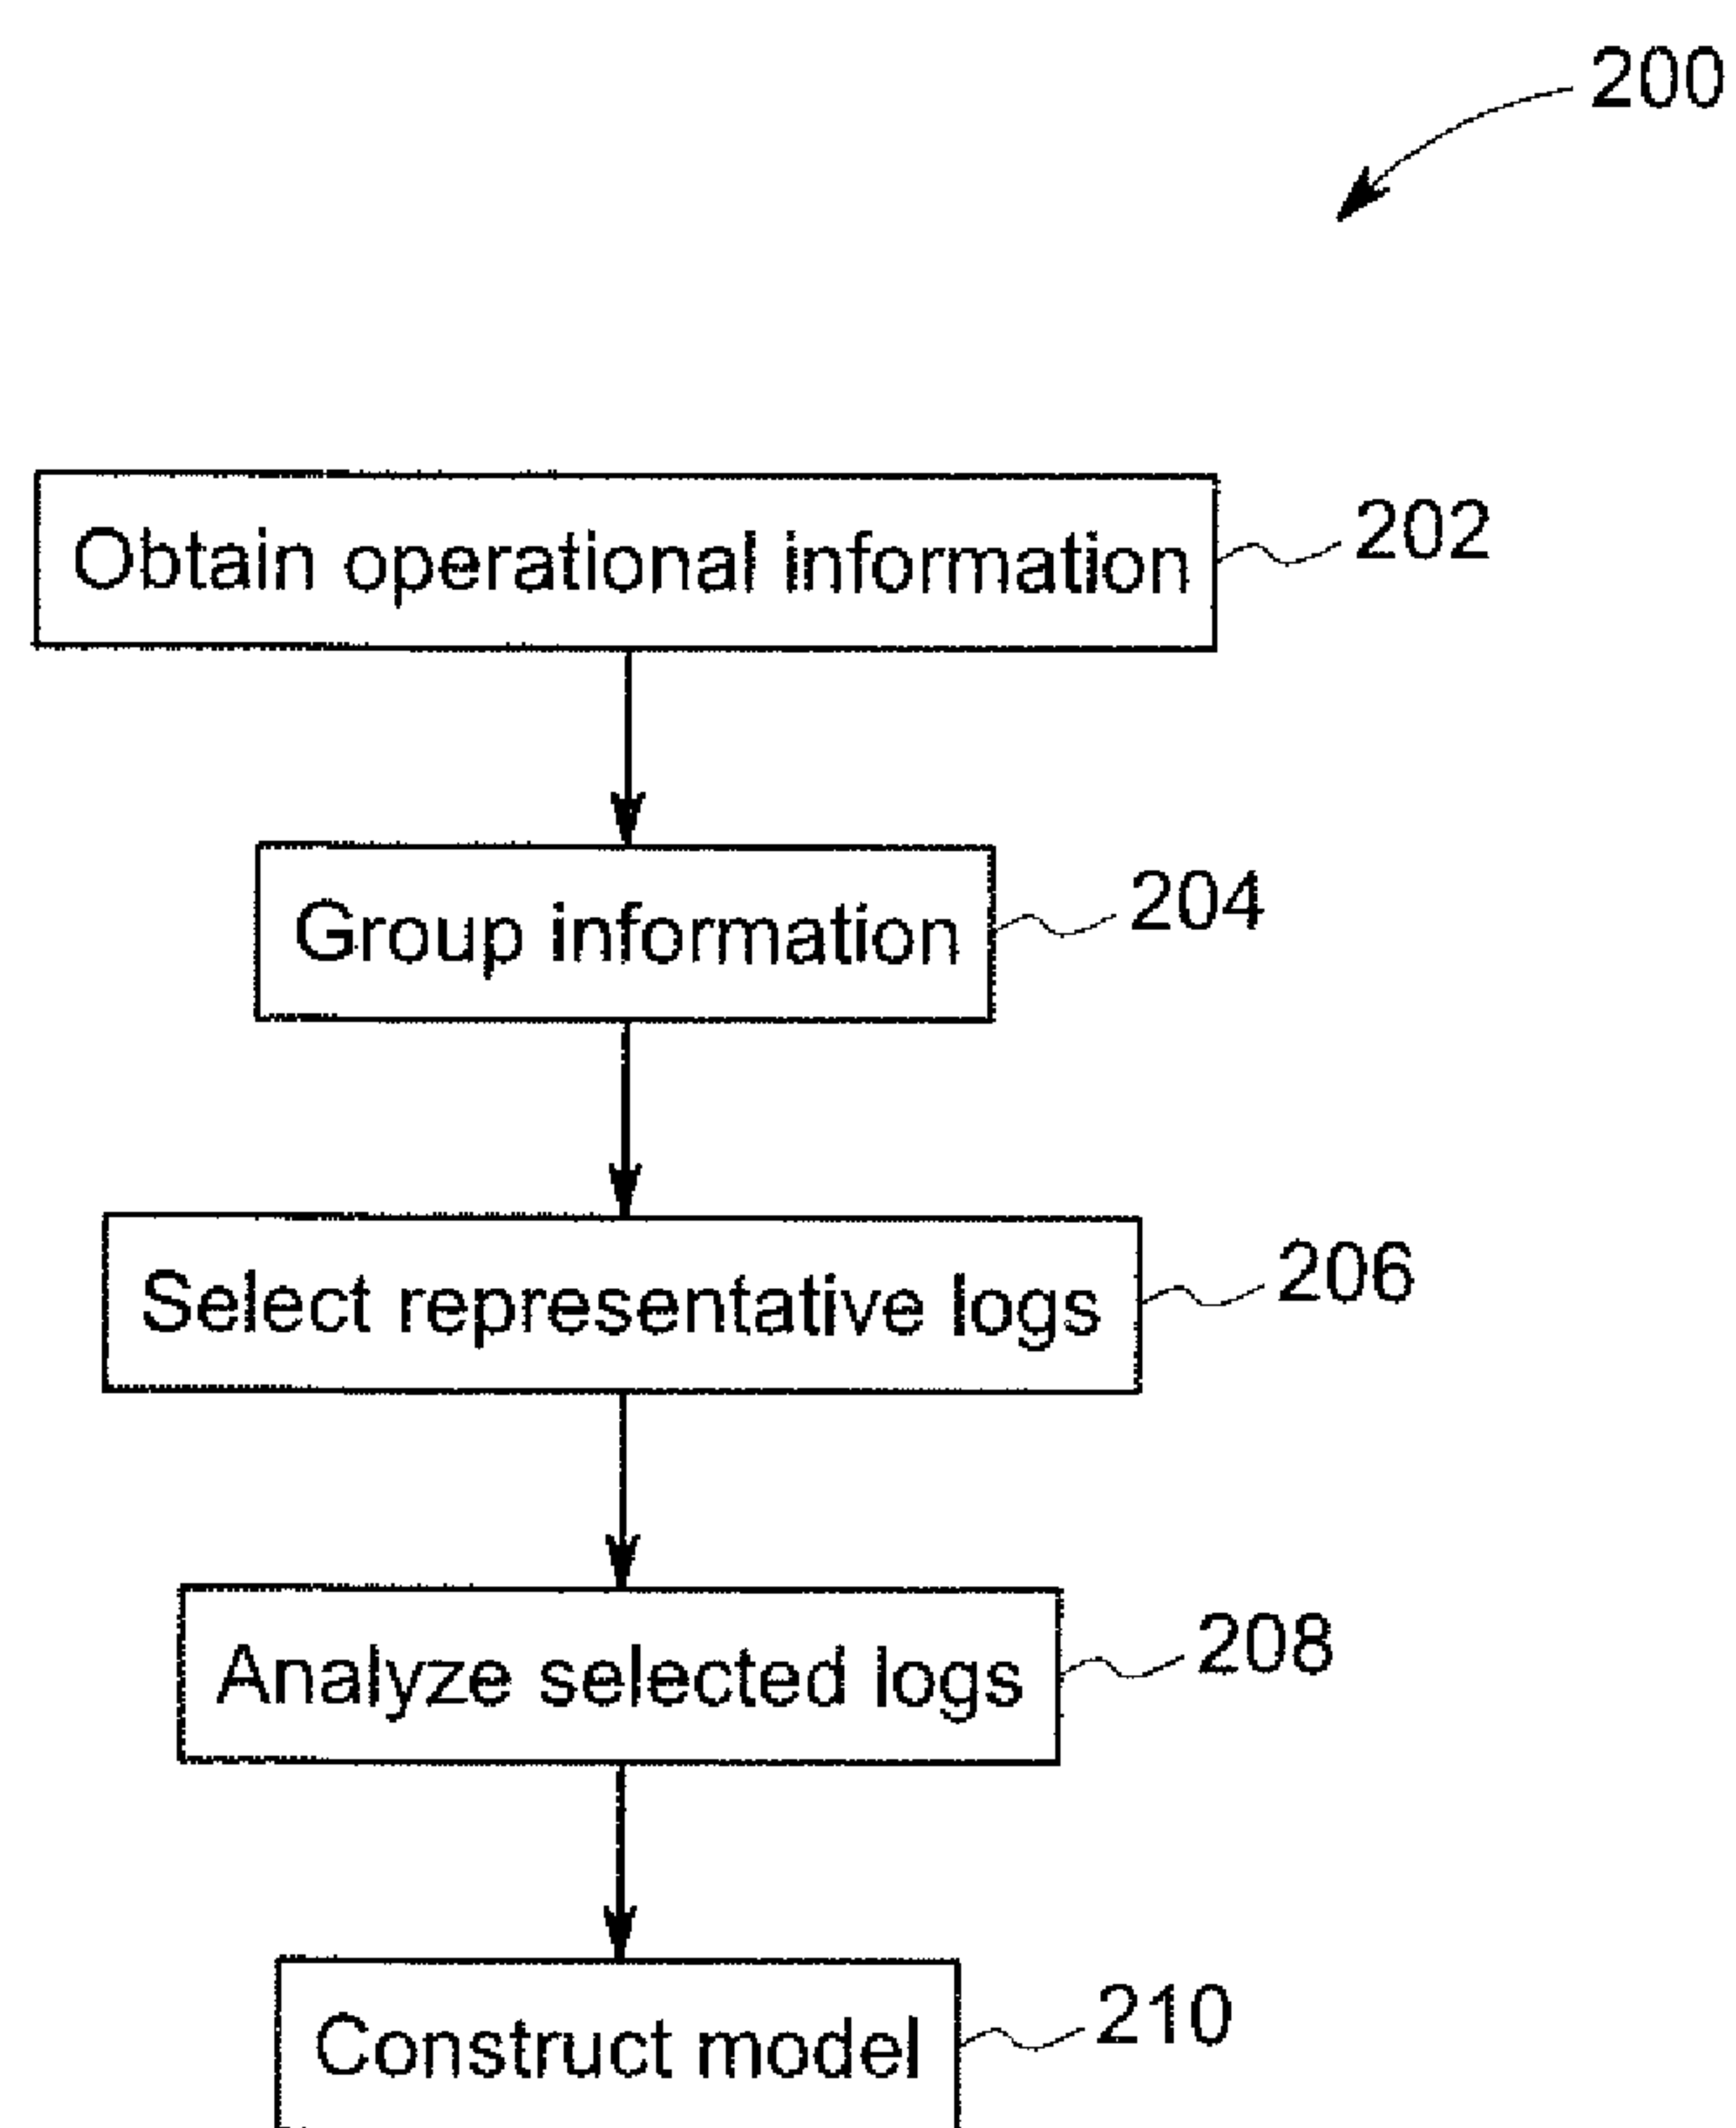 200
Obtain operational information
202
Group information
204
Select representative logs
206
Analyze selected logs
208
Construct model
210